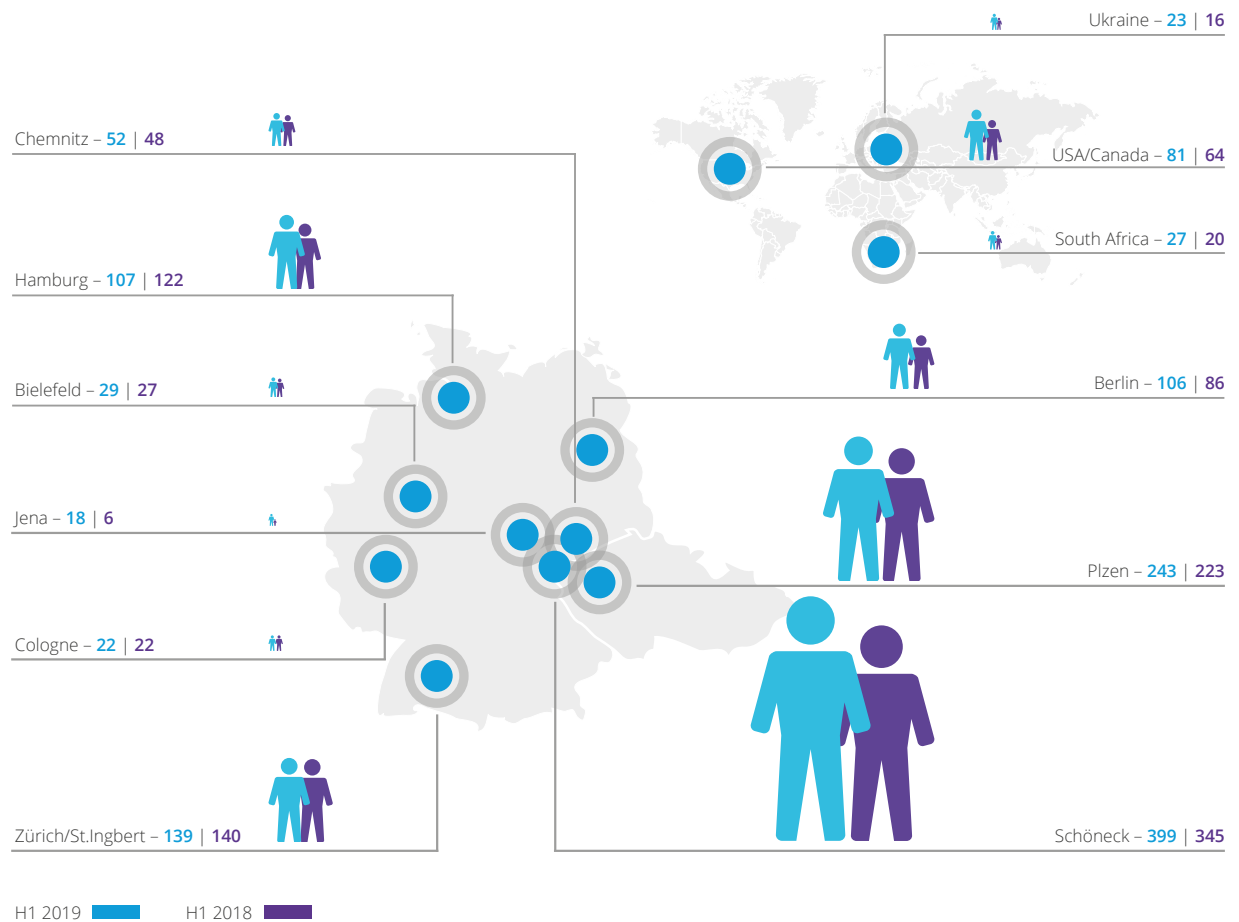 Ukraine – 23 | 16
Chemnitz – 52 | 48
USA/Canada – 81 | 64
South Africa – 27 | 20
Hamburg – 107 | 122
Berlin – 106 | 86
Bielefeld – 29 | 27
Jena – 18 | 6
Plzen – 243 | 223
Cologne – 22 | 22
Zürich/St.Ingbert – 139 | 140
Schöneck – 399 | 345
H1 2019
H1 2018